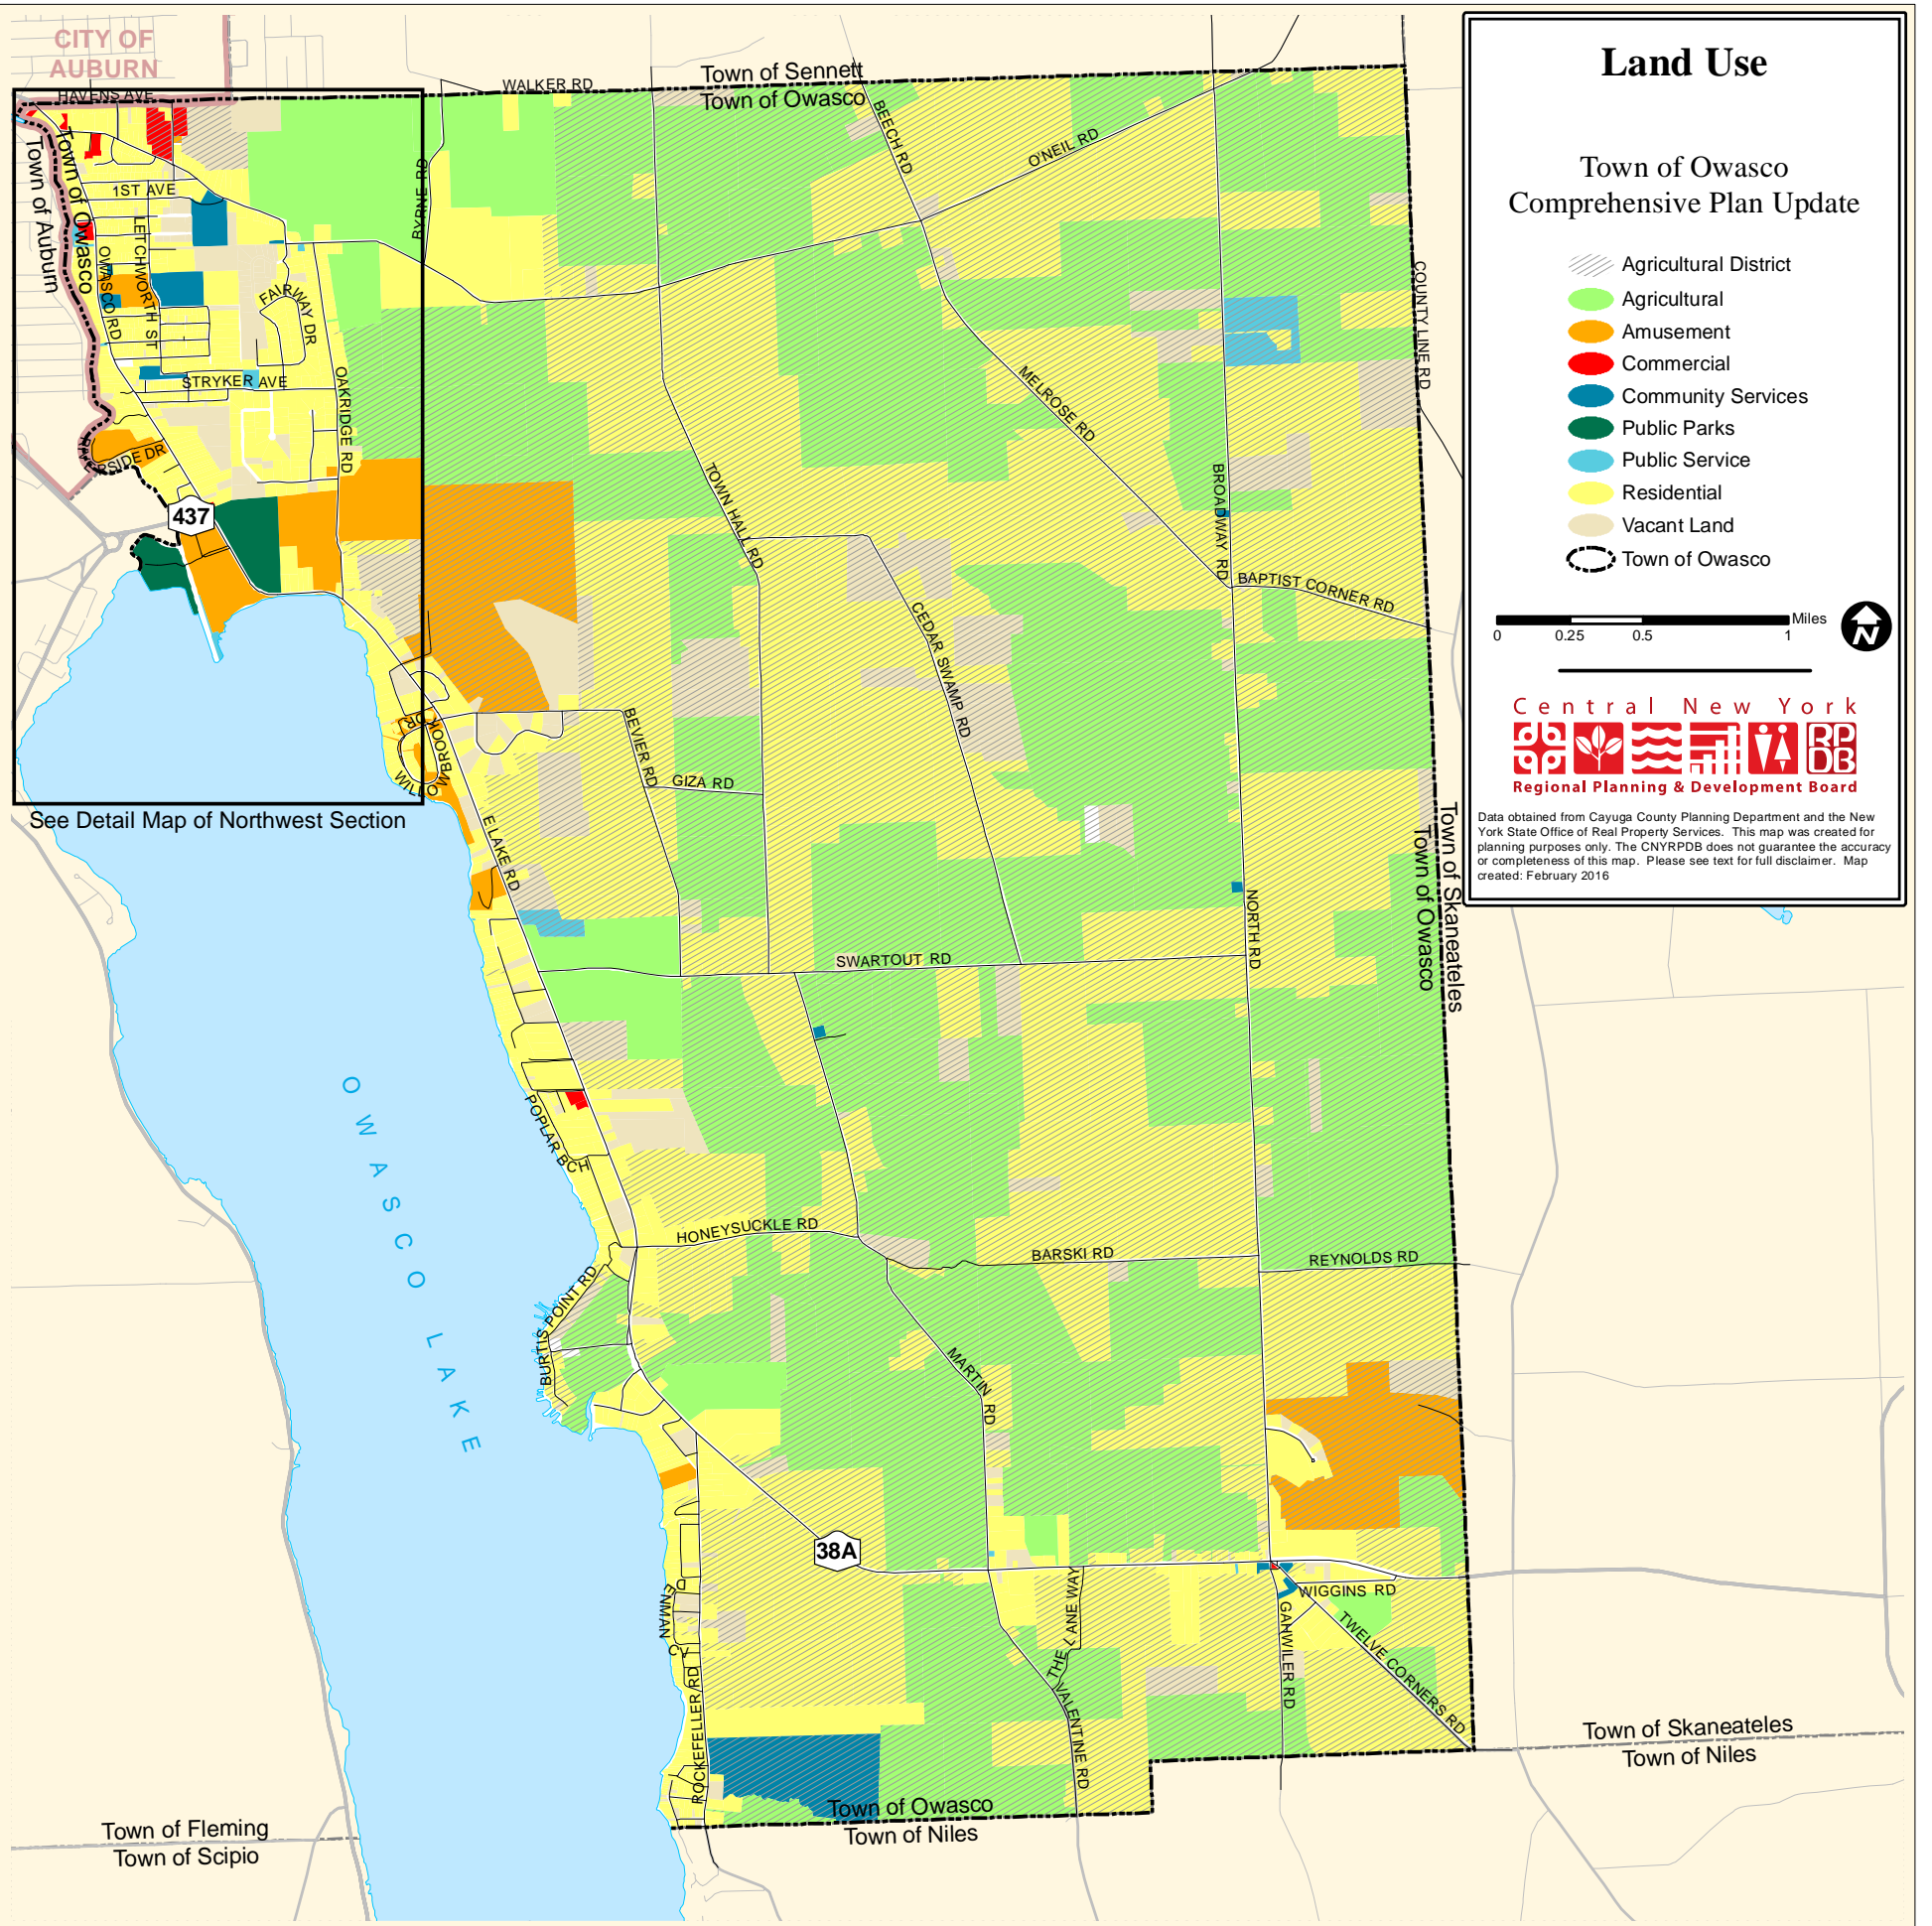 CITY OF
AUBURN
HAVENS AVE
WALKER RD
Town of Sennett
Town of Owasco
BEECH RD
O'NEIL RD
Town of Auburn
Town of Owasco
1ST AVE
LETCHWORTH ST
OWASCO RD
BYRNE RD
FAIRWAY DR
STRYKER AVE
OAKRIDGE RD
RIVERSIDE DR
437
COUNTY LINE RD
MELROSE RD
TOWN HALL RD
BROADWAY RD
BAPTIST CORNER RD
CEDAR SWAMP RD
BEVIER RD
GIZA RD
WILLOWBROOK DR
See Detail Map of Northwest Section
E LAKE RD
NORTH RD
Town of Skaneateles
Town of Owasco
SWARTOUT RD
OWASCO LAKE
POPLAR BCH
HONEYSUCKLE RD
BARSKI RD
REYNOLDS RD
BURTIS POINT RD
MARTIN RD
38A
WIGGINS RD
DENMAN CV
THE LANE WAY
GAHWILER RD
TWELVE CORNERS RD
ROCKEFELLER RD
VALENTINE RD
Town of Owasco
Town of Niles
Town of Skaneateles
Town of Niles
Town of Fleming
Town of Scipio
Land Use
Town of Owasco
Comprehensive Plan Update
Agricultural District
Agricultural
Amusement
Commercial
Community Services
Public Parks
Public Service
Residential
Vacant Land
Town of Owasco
Miles
0 0.25 0.5 1
N
Central New York
RP
DB
Regional Planning & Development Board
Data obtained from Cayuga County Planning Department and the New
York State Office of Real Property Services. This map was created for
planning purposes only. The CNYRPDB does not guarantee the accuracy
or completeness of this map. Please see text for full disclaimer. Map
created: February 2016